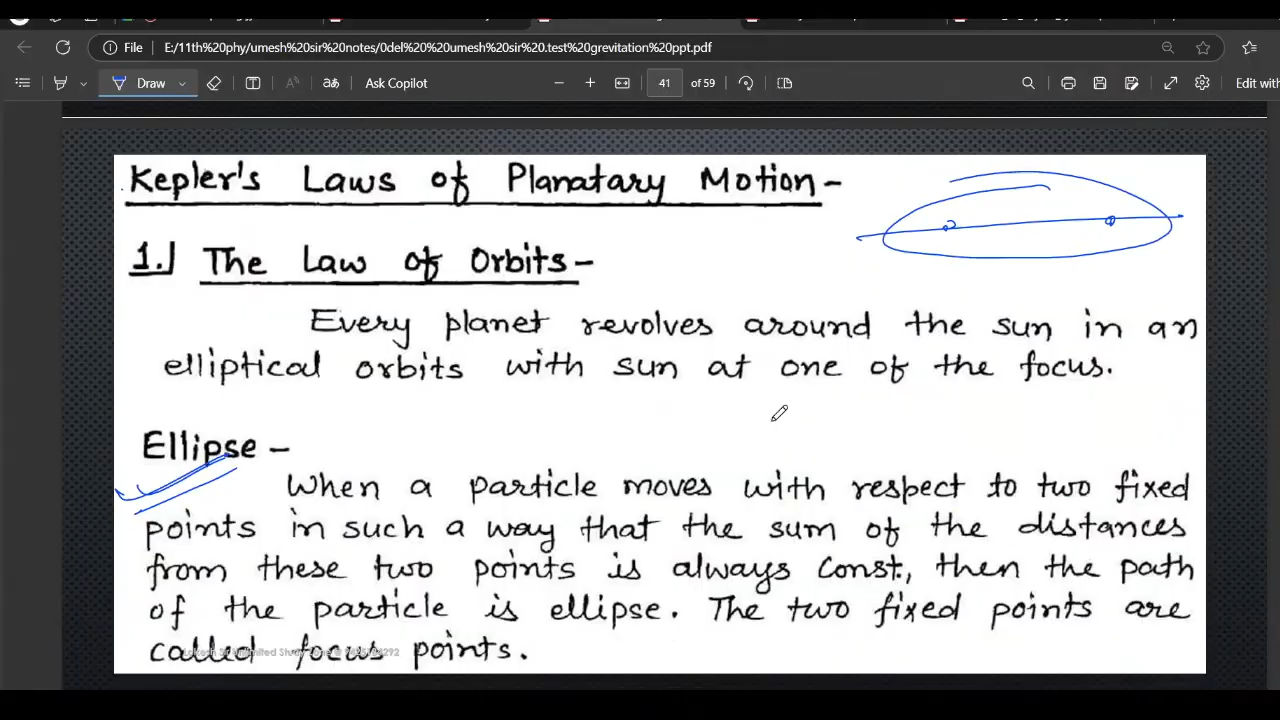 File E:/11th%20phy/umesh%20sir%20notes/0del%20%20umesh%20sir%20.test%20grevitation%20ppt.pdf
Draw Ask Copilot 41 of 59 Edit with
Kepler's Laws of Planatary Motion-
1.] The Law of Orbits-
Every planet revolves around the sun in an
elliptical orbits with sun at one of the focus.
Ellipse-
When a particle moves with respect to two fixed
points in such a way that the sum of the distances
from these two points is always const., then the path
of the particle is ellipse. The two fixed points are
called focus points.